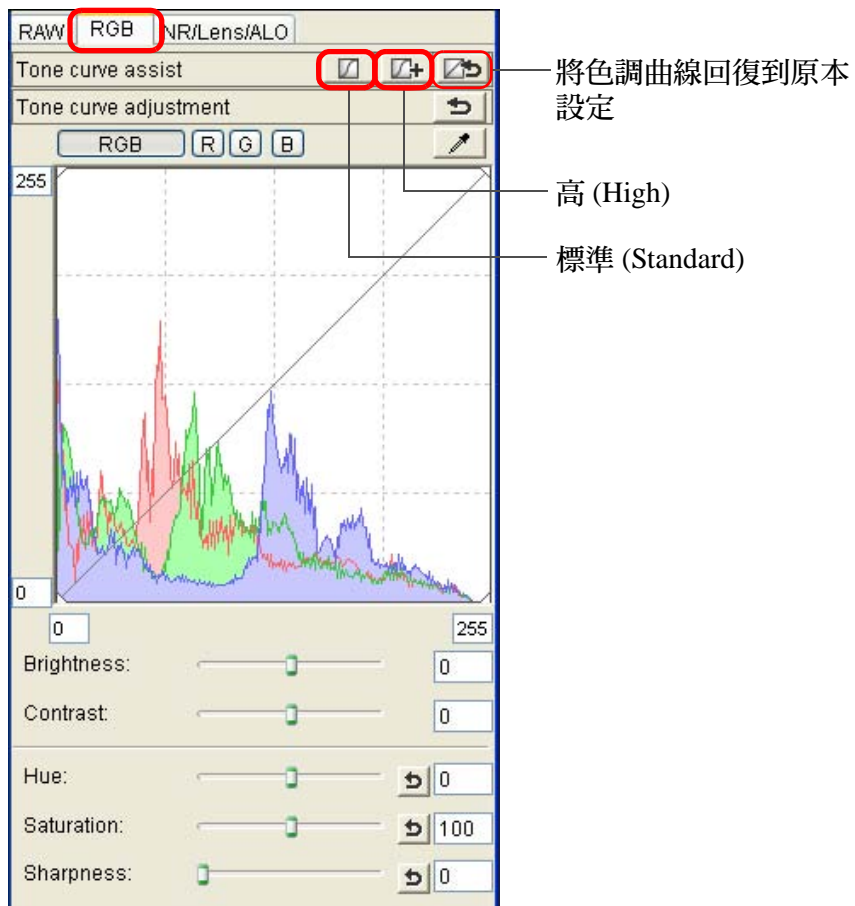 RAW RGB NR/Lens/ALO
Tone curve assist
將色調曲線回復到原本
設定
Tone curve adjustment
RGB R G B
高 (High)
標準 (Standard)
255
0
0 255
Brightness: 0
Contrast: 0
Hue: 0
Saturation: 100
Sharpness: 0